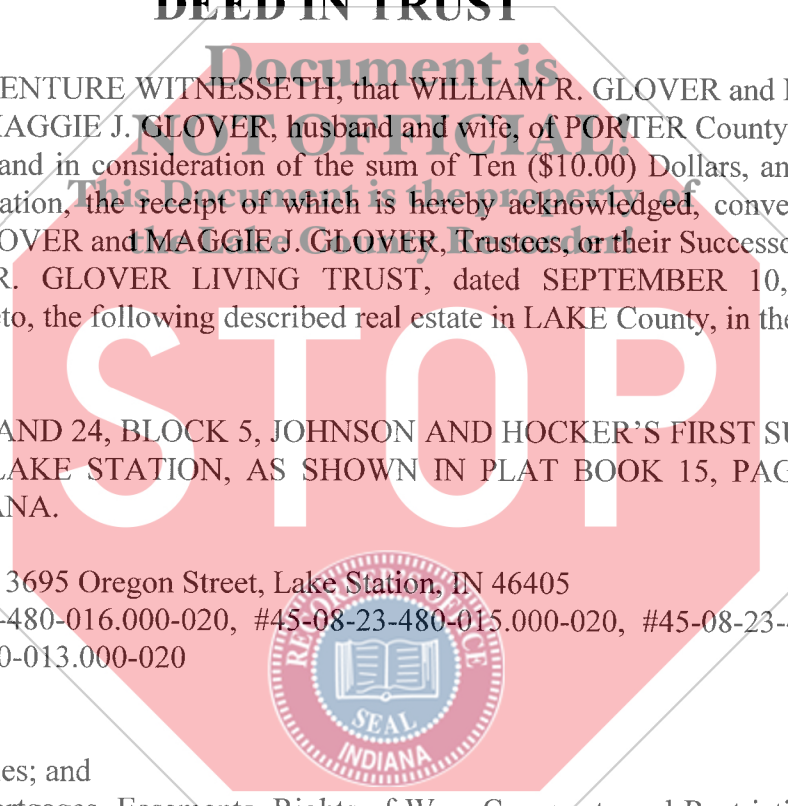 DEED IN TRUST
Document is
ENTURE WITNESSETH, that WILLIAM R. GLOVER and
NOT OFFICIAL!
AGGIE J. GLOVER, husband and wife, of PORTER County
and in consideration of the sum of Ten ($10.00) Dollars, an
This Document is the property of
ation, the receipt of which is hereby acknowledged, conve
the Lake County Recorder!
OVER and MAGGIE J. GLOVER, Trustees, or their Successo
R. GLOVER LIVING TRUST, dated SEPTEMBER 10,
eto, the following described real estate in LAKE County, in the
STOP
AND 24, BLOCK 5, JOHNSON AND HOCKER'S FIRST SU
LAKE STATION, AS SHOWN IN PLAT BOOK 15, PAG
ANA.
3695 Oregon Street, Lake Station, IN 46405
-480-016.000-020, #45-08-23-480-015.000-020, #45-08-23-
0-013.000-020
RECORDER'S OFFICE
SEAL
INDIANA
es; and